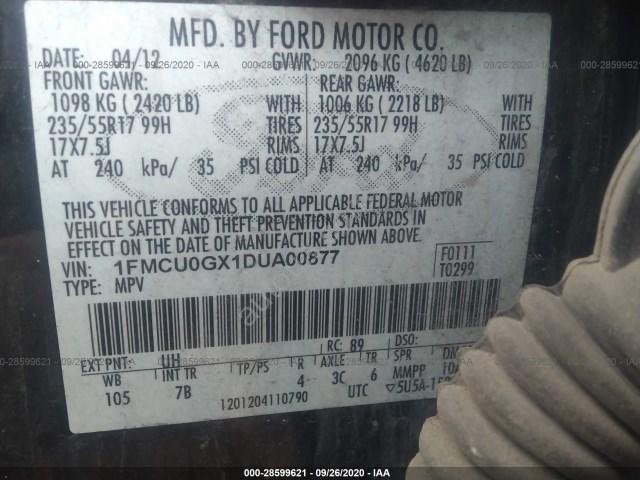 MFD. BY FORD MOTOR CO.
DATE: 04/12 GVWR: 2096 KG ( 4620 LB)
FRONT GAWR: REAR GAWR:
1098 KG ( 2420 LB) WITH 1006 KG ( 2218 LB) WITH
235/55R17 99H TIRES 235/55R17 99H TIRES
17X7.5J RIMS 17X7.5J RIMS
AT 240 kPa/ 35 PSI COLD AT 240 kPa/ 35 PSI COLD
THIS VEHICLE CONFORMS TO ALL APPLICABLE FEDERAL MOTOR
VEHICLE SAFETY AND THEFT PREVENTION STANDARDS IN
EFFECT ON THE DATE OF MANUFACTURE SHOWN ABOVE.
VIN: 1FMCU0GX1DUA00877 F0111
TYPE: MPV T0299
EXT PNT: UH RC: 89 DSO:
WB INT TR TP/PS R AXLE TR SPR
105 7B 4 3C 6 MMPP
1201204110790 UTC ▽5U5A-
000-28599621 - 09/26/2020 - IAA